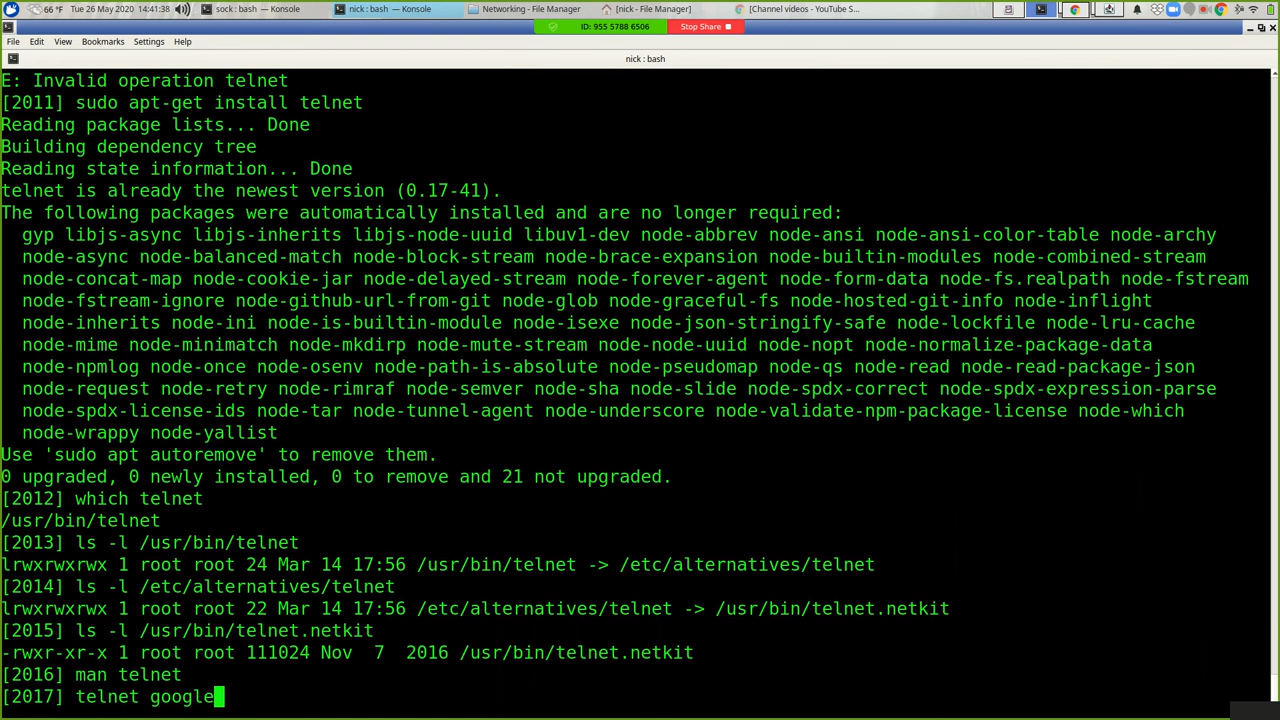 66 °F Tue 26 May 2020 14:41:38 sock : bash — Konsole nick : bash — Konsole Networking - File Manager [nick - File Manager] [Channel videos - YouTube S...
ID: 955 5788 6506 Stop Share
File Edit View Bookmarks Settings Help
nick : bash
E: Invalid operation telnet
[2011] sudo apt-get install telnet
Reading package lists... Done
Building dependency tree
Reading state information... Done
telnet is already the newest version (0.17-41).
The following packages were automatically installed and are no longer required:
gyp libjs-async libjs-inherits libjs-node-uuid libuv1-dev node-abbrev node-ansi node-ansi-color-table node-archy
node-async node-balanced-match node-block-stream node-brace-expansion node-builtin-modules node-combined-stream
node-concat-map node-cookie-jar node-delayed-stream node-forever-agent node-form-data node-fs.realpath node-fstream
node-fstream-ignore node-github-url-from-git node-glob node-graceful-fs node-hosted-git-info node-inflight
node-inherits node-ini node-is-builtin-module node-isexe node-json-stringify-safe node-lockfile node-lru-cache
node-mime node-minimatch node-mkdirp node-mute-stream node-node-uuid node-nopt node-normalize-package-data
node-npmlog node-once node-osenv node-path-is-absolute node-pseudomap node-qs node-read node-read-package-json
node-request node-retry node-rimraf node-semver node-sha node-slide node-spdx-correct node-spdx-expression-parse
node-spdx-license-ids node-tar node-tunnel-agent node-underscore node-validate-npm-package-license node-which
node-wrappy node-yallist
Use 'sudo apt autoremove' to remove them.
0 upgraded, 0 newly installed, 0 to remove and 21 not upgraded.
[2012] which telnet
/usr/bin/telnet
[2013] ls -l /usr/bin/telnet
lrwxrwxrwx 1 root root 24 Mar 14 17:56 /usr/bin/telnet -> /etc/alternatives/telnet
[2014] ls -l /etc/alternatives/telnet
lrwxrwxrwx 1 root root 22 Mar 14 17:56 /etc/alternatives/telnet -> /usr/bin/telnet.netkit
[2015] ls -l /usr/bin/telnet.netkit
-rwxr-xr-x 1 root root 111024 Nov  7  2016 /usr/bin/telnet.netkit
[2016] man telnet
[2017] telnet google